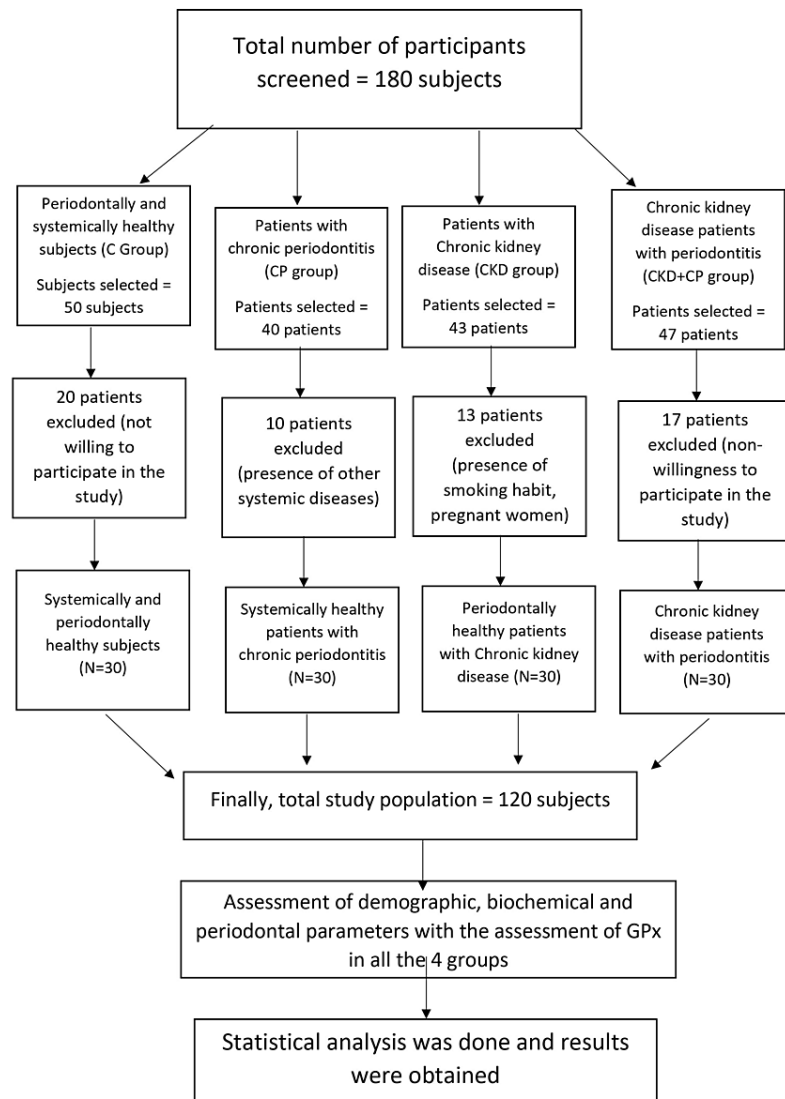 Total number of participants
screened = 180 subjects
Periodontally and
systemically healthy
subjects (C Group)
Subjects selected =
50 subjects
Patients with
chronic periodontitis
(CP group)
Patients selected =
40 patients
Patients with
Chronic kidney
disease (CKD group)
Patients selected =
43 patients
Chronic kidney
disease patients
with periodontitis
(CKD+CP group)
Patients selected =
47 patients
20 patients
excluded (not
willing to
participate in the
study)
10 patients
excluded
(presence of other
systemic diseases)
13 patients
excluded
(presence of
smoking habit,
pregnant women)
17 patients
excluded (non-
willingness to
participate in the
study)
Systemically and
periodontally
healthy subjects
(N=30)
Systemically healthy
patients with
chronic periodontitis
(N=30)
Periodontally
healthy patients
with Chronic kidney
disease (N=30)
Chronic kidney
disease patients
with periodontitis
(N=30)
Finally, total study population = 120 subjects
Assessment of demographic, biochemical and
periodontal parameters with the assessment of GPx
in all the 4 groups
Statistical analysis was done and results
were obtained